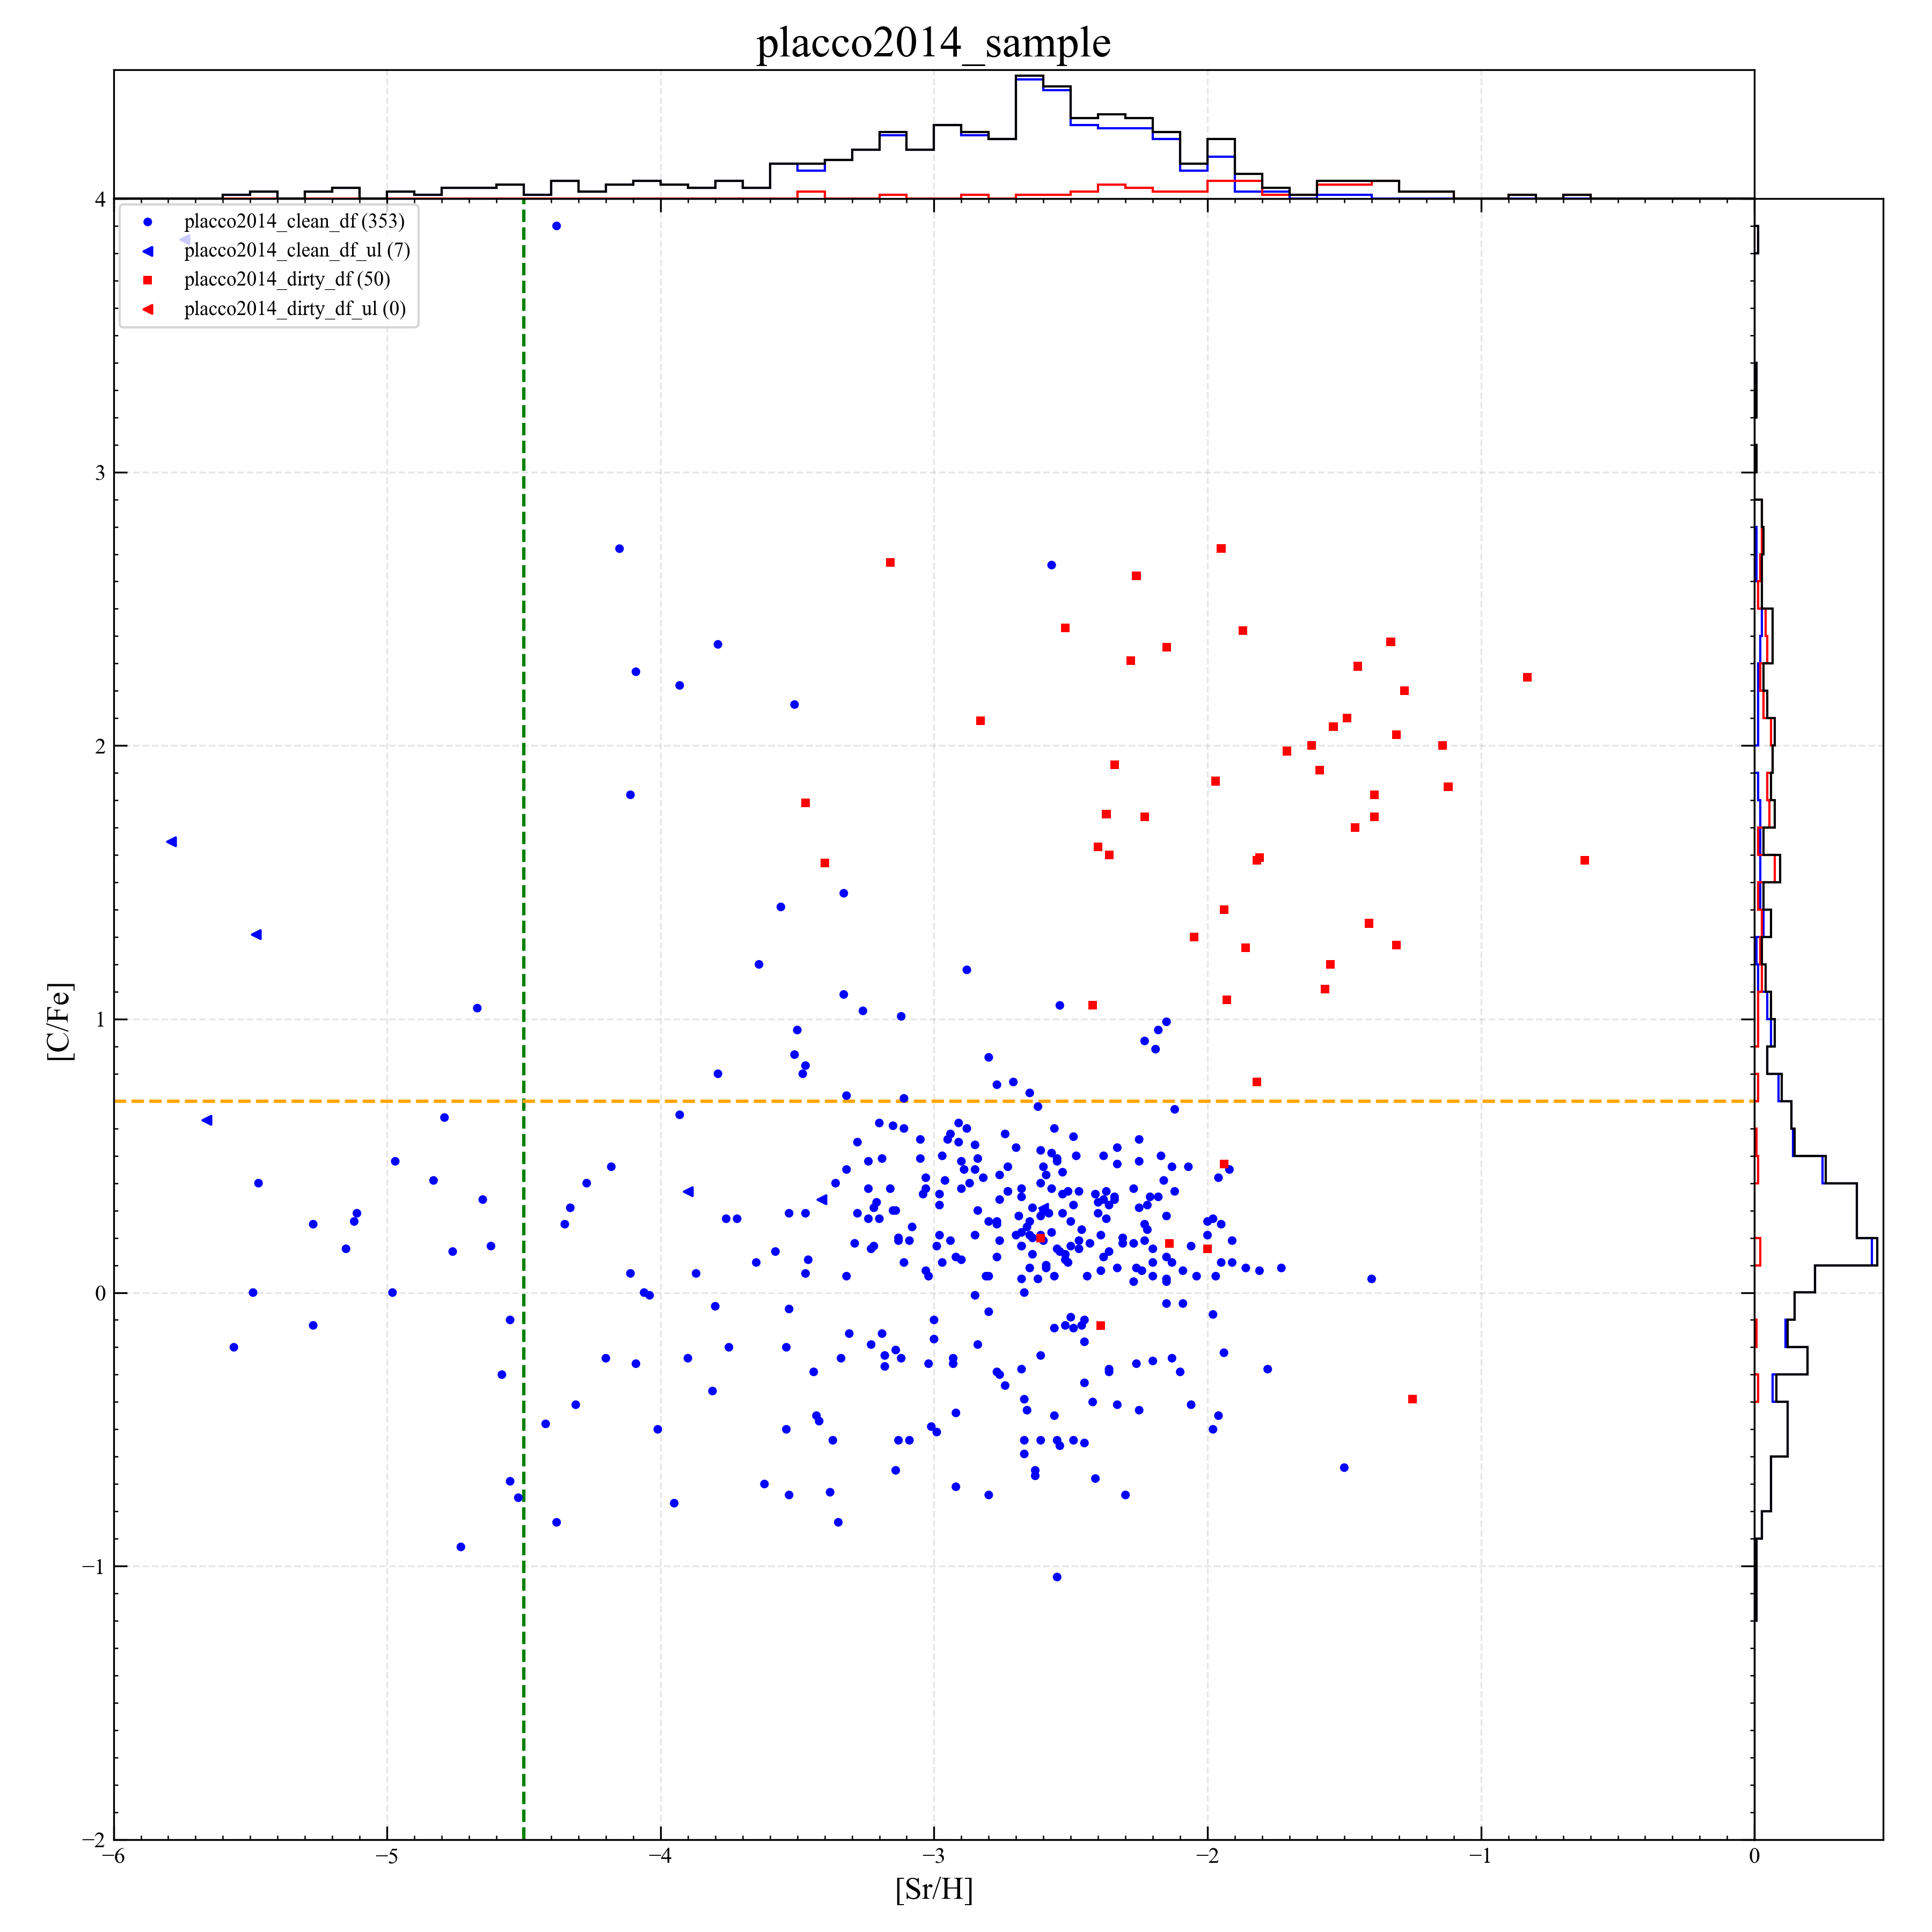 placco2014_sample
placco2014_clean_df (353)
placco2014_clean_df_ul (7)
placco2014_dirty_df (50)
placco2014_dirty_df_ul (0)
4
3
2
1
0
−1
−2
[C/Fe]
−6
−5
−4
−3
−2
−1
0
[Sr/H]